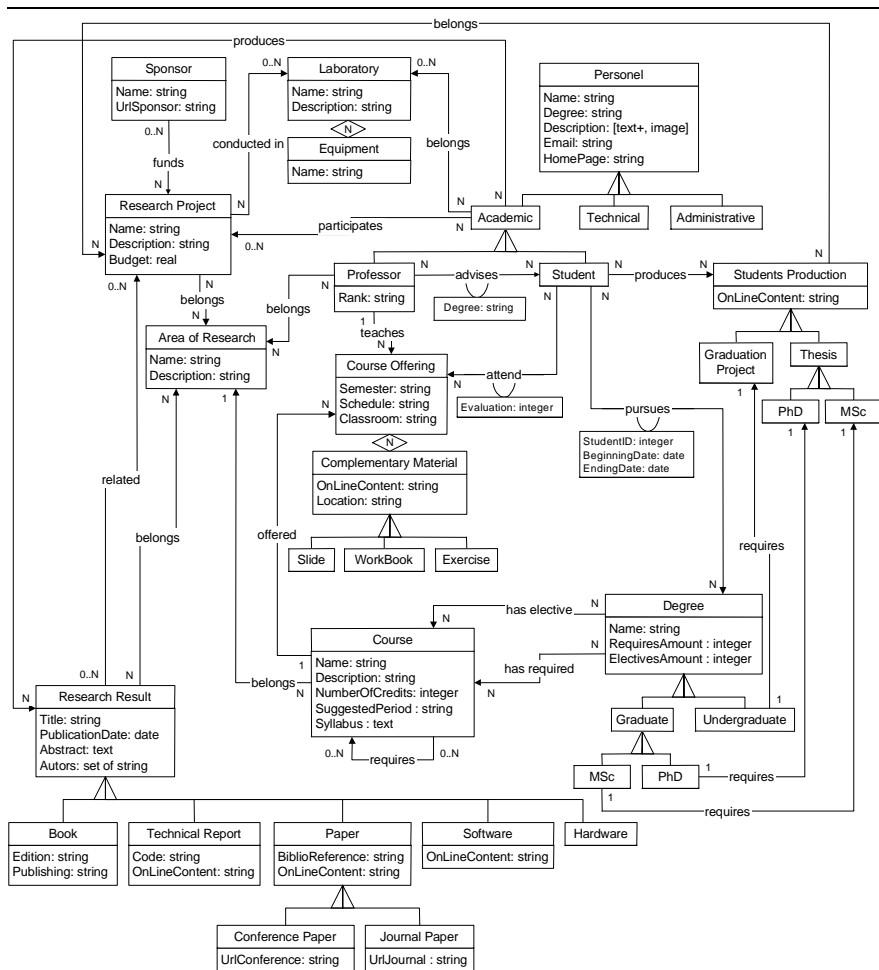 belongs
produces
0..N
0..N
Sponsor
Name: string
UrlSponsor: string
Laboratory
Name: string
Description: string
N
Equipment
Name: string
Personel
Name: string
Degree: string
Description: [text+, image]
Email: string
HomePage: string
0..N
funds
N
conducted in
belongs
N
N
N
N
Research Project
Name: string
Description: string
Budget: real
N
0..N
participates
0..N
N
Academic
Technical
Administrative
N
belongs
N
belongs
N
N
Professor
Rank: string
N
advises
N
Degree: string
Student
N
produces
N
N
N
Students Production
OnLineContent: string
1
teaches
N
Area of Research
Name: string
Description: string
N
1
Course Offering
Semester: string
Schedule: string
Classroom: string
N
N
attend
N
Evaluation: integer
Graduation
Project
1
Thesis
PhD
MSc
1
1
pursues
StudentID: integer
BeginningDate: date
EndingDate: date
Complementary Material
OnLineContent: string
Location: string
Slide
WorkBook
Exercise
related
belongs
offered
requires
N
has elective
N
N
Degree
Name: string
RequiresAmount : integer
ElectivesAmount : integer
N
has required
N
Course
Name: string
Description: string
NumberOfCredits: integer
SuggestedPeriod : string
Syllabus : text
1
belongs
N
0..N
requires
0..N
0..N
N
N
Research Result
Title: string
PublicationDate: date
Abstract: text
Autors: set of string
Graduate
Undergraduate
1
MSc
PhD
1
requires
1
1
requires
Book
Edition: string
Publishing: string
Technical Report
Code: string
OnLineContent: string
Paper
BiblioReference: string
OnLineContent: string
Software
OnLineContent: string
Hardware
Conference Paper
UrlConference: string
Journal Paper
UrlJournal : string